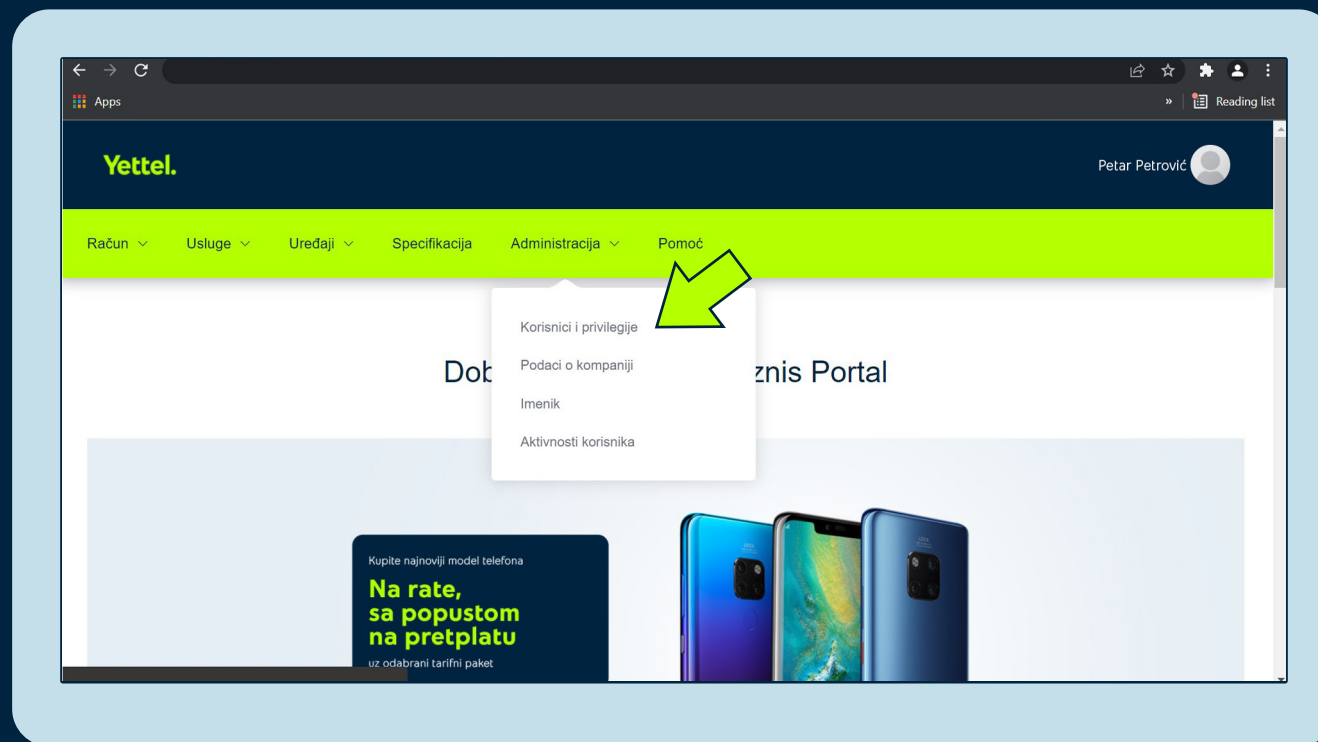 Apps
»
Reading list
Yettel.
Petar Petrović
Račun
Usluge
Uređaji
Specifikacija
Administracija
Pomoć
Korisnici i privilegije
Podaci o kompaniji
Imenik
Aktivnosti korisnika
Dob znis Portal
Kupite najnoviji model telefona
Na rate,
sa popustom
na pretplatu
uz odabrani tarifni paket